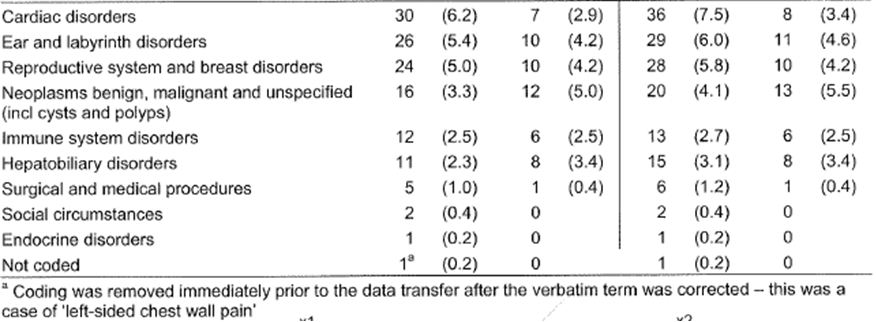 Cardiac disorders 30 (6.2) 7 (2.9) 36 (7.5) 8 (3.4)
Ear and labyrinth disorders 26 (5.4) 10 (4.2) 29 (6.0) 11 (4.6)
Reproductive system and breast disorders 24 (5.0) 10 (4.2) 28 (5.8) 10 (4.2)
Neoplasms benign, malignant and unspecified 16 (3.3) 12 (5.0) 20 (4.1) 13 (5.5)
(incl cysts and polyps)
Immune system disorders 12 (2.5) 6 (2.5) 13 (2.7) 6 (2.5)
Hepatobiliary disorders 11 (2.3) 8 (3.4) 15 (3.1) 8 (3.4)
Surgical and medical procedures 5 (1.0) 1 (0.4) 6 (1.2) 1 (0.4)
Social circumstances 2 (0.4) 0 2 (0.4) 0
Endocrine disorders 1 (0.2) 0 1 (0.2) 0
Not coded 1ª (0.2) 0 1 (0.2) 0
ª Coding was removed immediately prior to the data transfer after the verbatim term was corrected – this was a
case of 'left-sided chest wall pain'